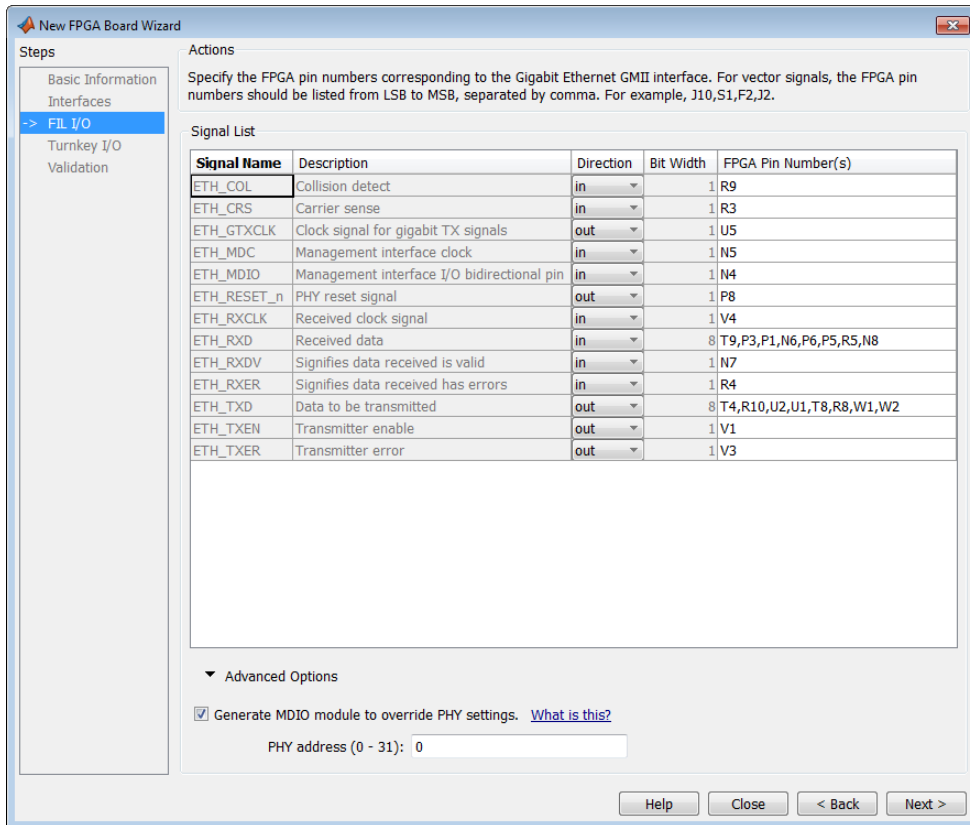 New FPGA Board Wizard
Steps
Basic Information
Interfaces
-> FIL I/O
Turnkey I/O
Validation
Actions
Specify the FPGA pin numbers corresponding to the Gigabit Ethernet GMII interface. For vector signals, the FPGA pin
numbers should be listed from LSB to MSB, separated by comma. For example, J10,S1,F2,J2.
Signal List
Signal Name Description Direction Bit Width FPGA Pin Number(s)
ETH_COL Collision detect in 1 R9
ETH_CRS Carrier sense in 1 R3
ETH_GTXCLK Clock signal for gigabit TX signals out 1 U5
ETH_MDC Management interface clock in 1 N5
ETH_MDIO Management interface I/O bidirectional pin in 1 N4
ETH_RESET_n PHY reset signal out 1 P8
ETH_RXCLK Received clock signal in 1 V4
ETH_RXD Received data in 8 T9,P3,P1,N6,P6,P5,R5,N8
ETH_RXDV Signifies data received is valid in 1 N7
ETH_RXER Signifies data received has errors in 1 R4
ETH_TXD Data to be transmitted out 8 T4,R10,U2,U1,T8,R8,W1,W2
ETH_TXEN Transmitter enable out 1 V1
ETH_TXER Transmitter error out 1 V3
Advanced Options
Generate MDIO module to override PHY settings. What is this?
PHY address (0 - 31): 0
Help Close < Back Next >